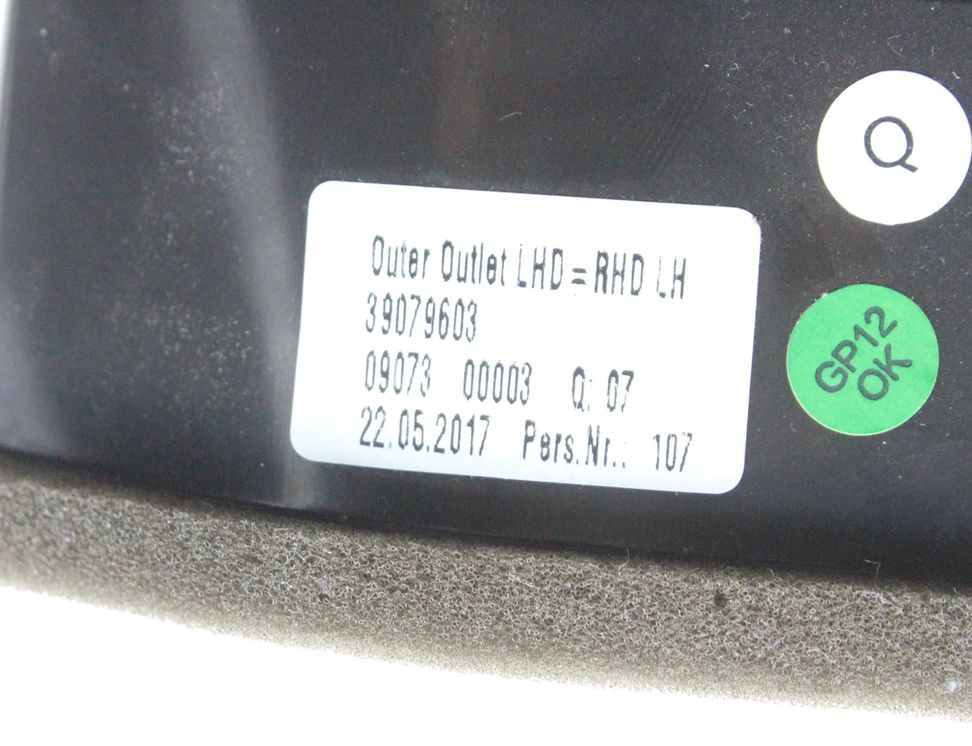 Outer Outlet LHD=RHD LH
39079603
09073 00003 Q: 07
22.05.2017 Pers.Nr.: 107
Q
GP12
OK